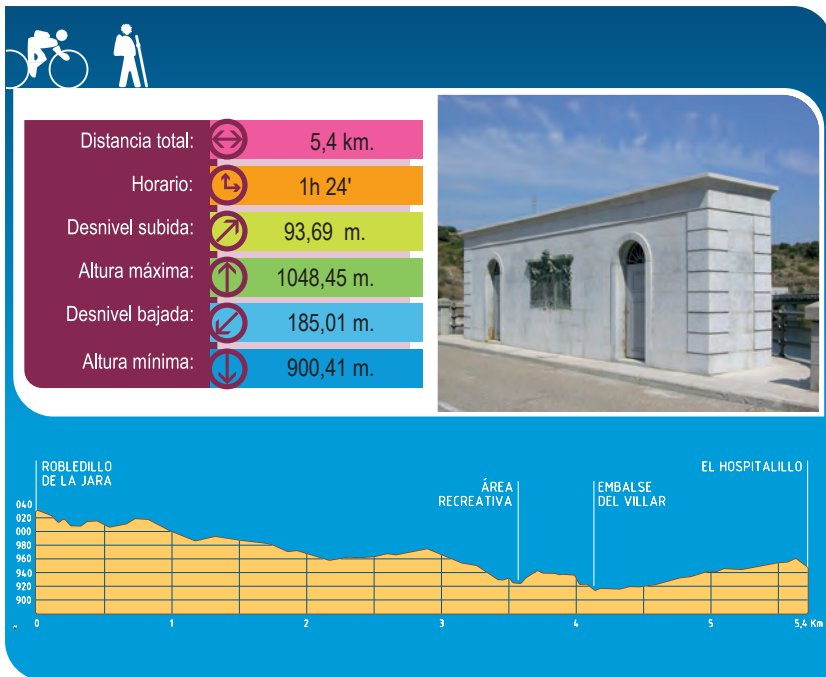 Distancia total: 5,4 km.
Horario: 1h 24'
Desnivel subida: 93,69 m.
Altura máxima: 1048,45 m.
Desnivel bajada: 185,01 m.
Altura mínima: 900,41 m.
ROBLEDILLO
DE LA JARA
ÁREA
RECREATIVA
EMBALSE
DEL VILLAR
EL HOSPITALILLO
040
020
000
980
960
940
920
900
0 1 2 3 4 5 5,4 Km